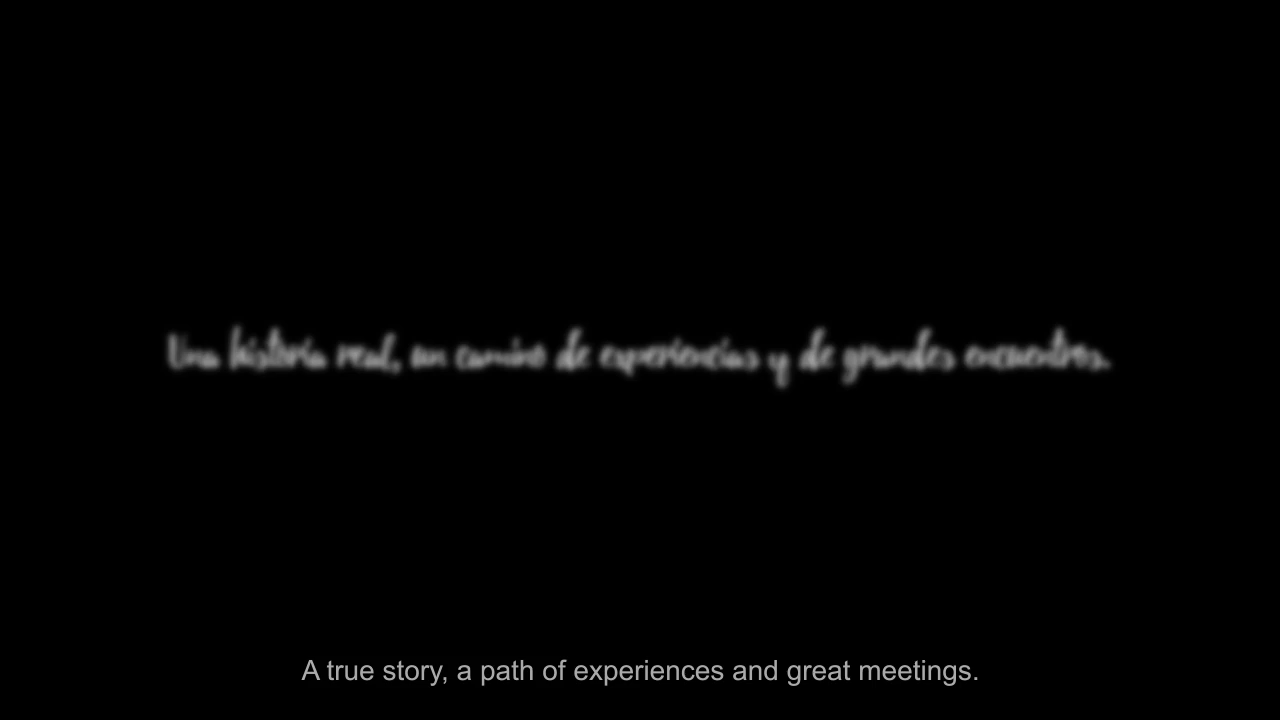 Una historia real, un camino de experiencias y de grandes encuentros.
A true story, a path of experiences and great meetings.